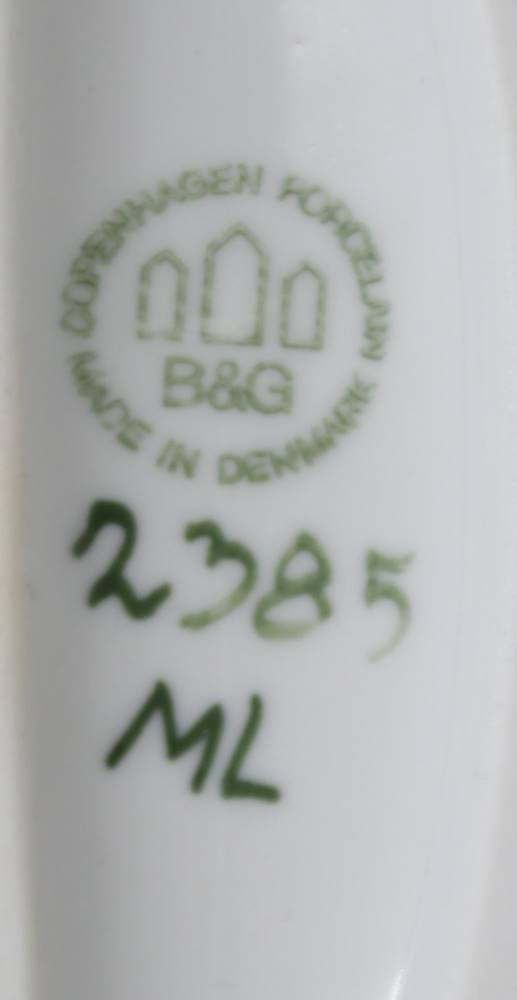 COPENHAGEN PORCELAIN
B&G
MADE IN DENMARK
2385
ML